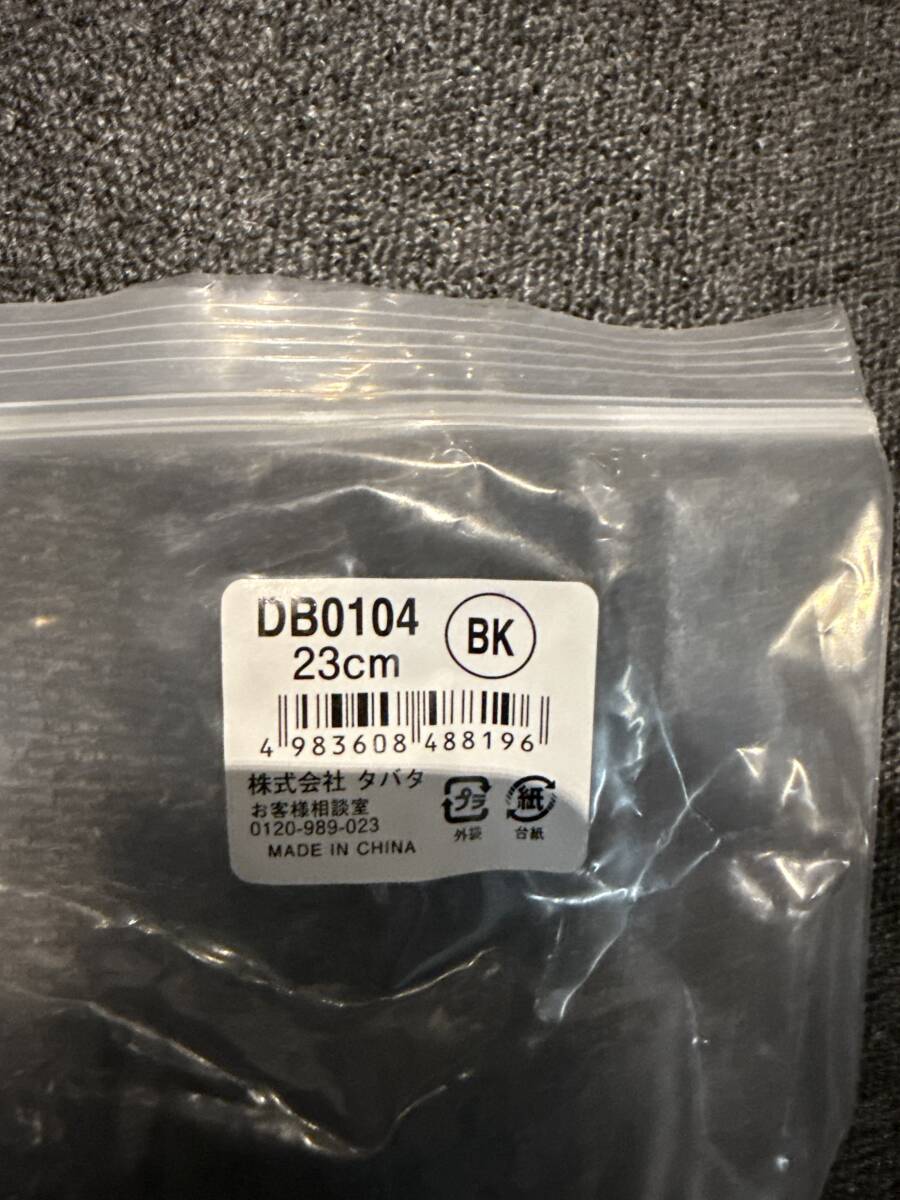 DB0104
BK
23cm
4 983608 488196
株式会社 タバタ
お客様相談室
0120-989-023
MADE IN CHINA
プラ
外袋
紙
台紙